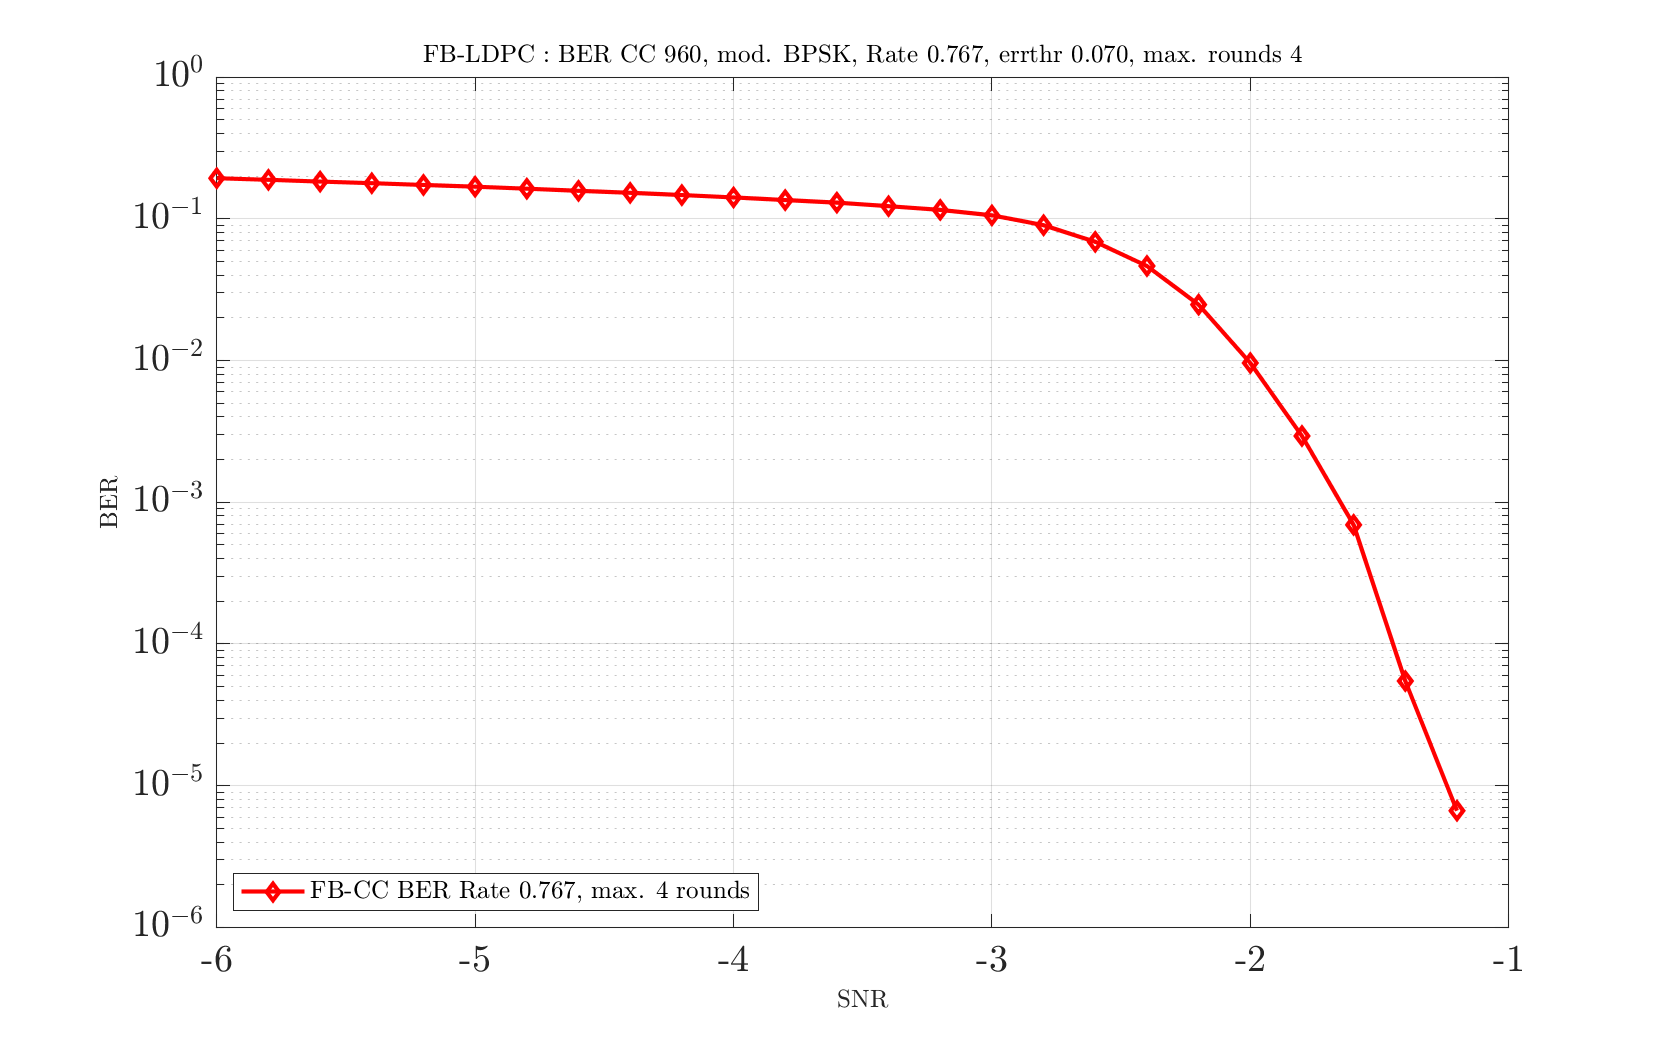 FB-LDPC : BER CC 960, mod. BPSK, Rate 0.767, errthr 0.070, max. rounds 4
10^0
10^-1
10^-2
10^-3
10^-4
10^-5
10^-6
BER
FB-CC BER Rate 0.767, max. 4 rounds
-6 -5 -4 -3 -2 -1
SNR